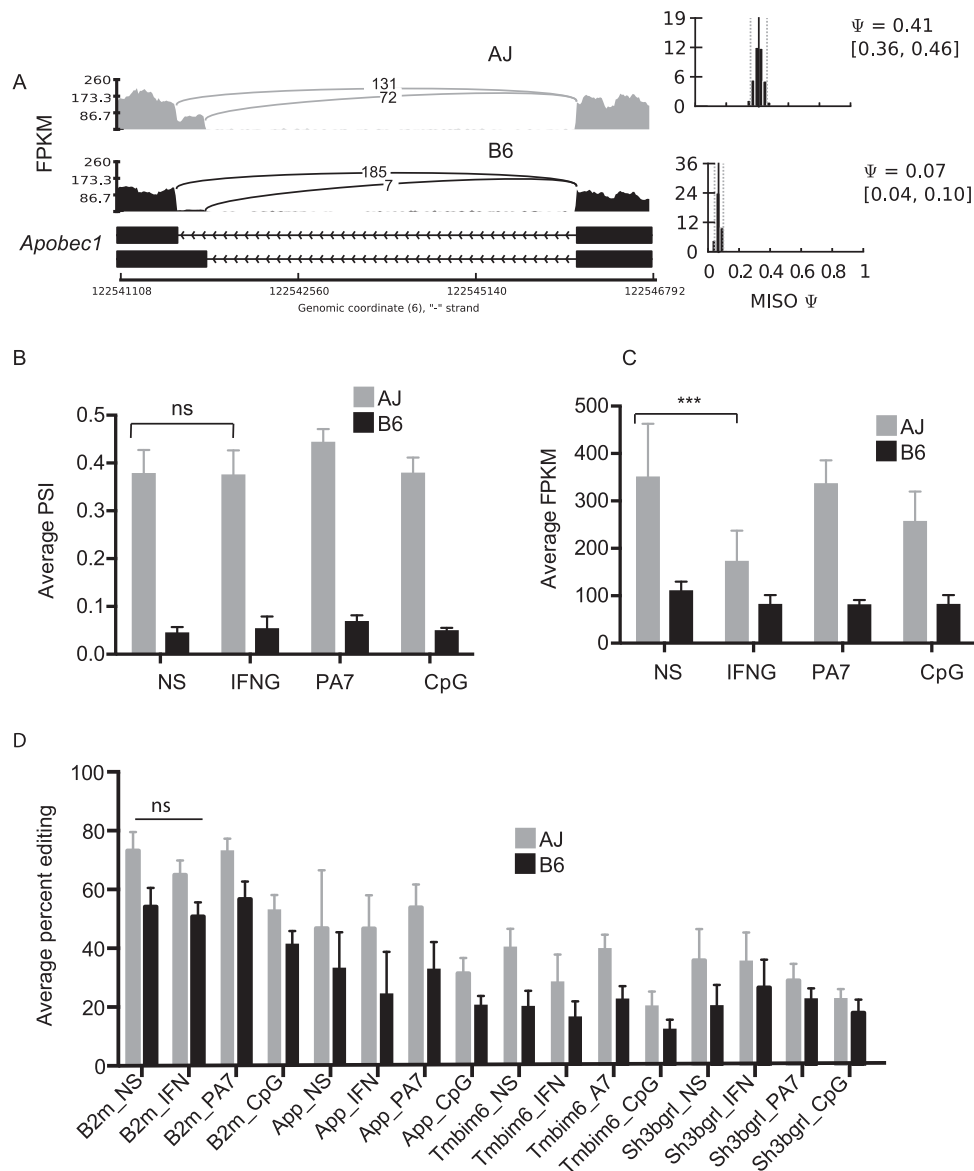 A
AJ
FPKM
260
173.3
86.7
131
72
B6
260
173.3
86.7
185
7
Apobec1
122541108
122542560
122545140
122546792
Genomic coordinate (6), "-" strand
19
12
6
0
Ψ = 0.41
[0.36, 0.46]
36
24
12
0
Ψ = 0.07
[0.04, 0.10]
0 0.2 0.4 0.6 0.8 1
MISO Ψ
B
AJ
B6
ns
Average PSI
0.5
0.4
0.3
0.2
0.1
0.0
NS IFNG PA7 CpG
C
AJ
B6
***
Average FPKM
500
400
300
200
100
0
NS IFNG PA7 CpG
D
AJ
B6
ns
Average percent editing
100
80
60
40
20
0
B2m_NS
B2m_IFN
B2m_PA7
B2m_CpG
App_NS
App_IFN
App_PA7
App_CpG
Tmbim6_NS
Tmbim6_IFN
Tmbim6_A7
Tmbim6_CpG
Sh3bgrl_NS
Sh3bgrl_IFN
Sh3bgrl_PA7
Sh3bgrl_CpG